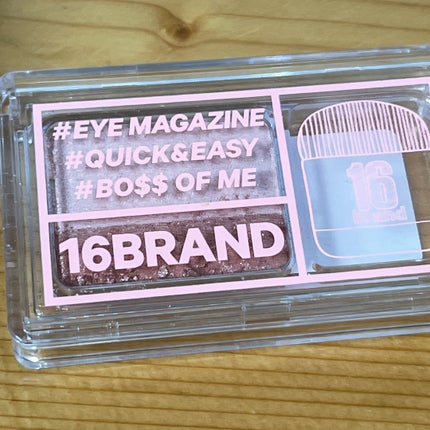 #EYE MAGAZINE
#QUICK&EASY
#BO$$ OF ME
16BRAND
16